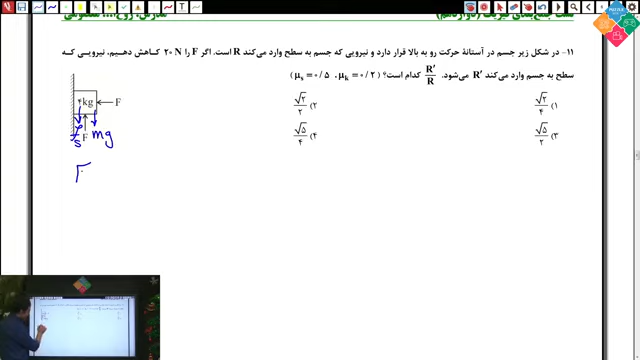 ۱۱- در شکل زیر جسم در آستانهٔ حرکت رو به بالا قرار دارد و نیرویی که جسم به سطح وارد می‌کند R است. اگر F را ۲۰ N کاهش دهیم، نیرویی که
سطح به جسم وارد می‌کند R′ می‌شود. R′/R کدام است؟ (μs = ۰/۵ ، μk = ۰/۲)
۱) √۲/۴
۲) √۲/۲
۳) √۵/۲
۴) √۵/۴
۴kg F
F mg
fs
F